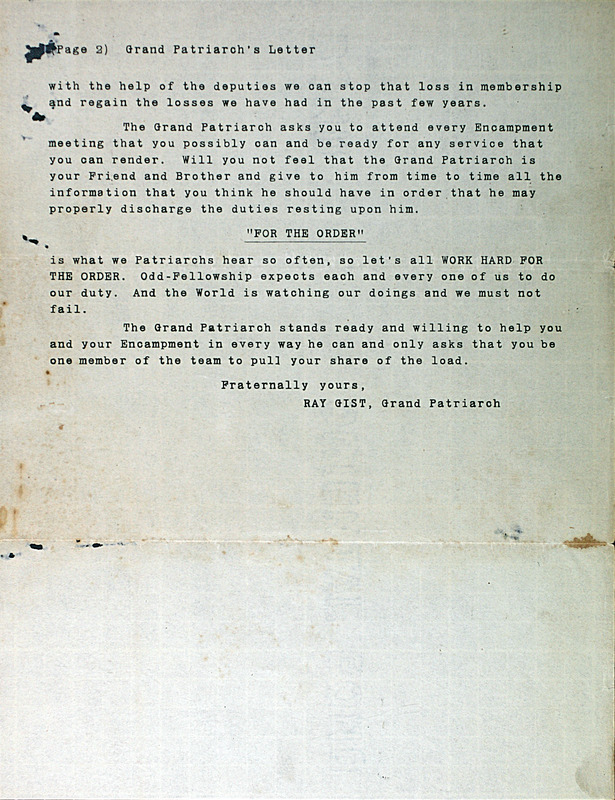 (Page 2) Grand Patriarch's Letter
with the help of the deputies we can stop that loss in membership
and regain the losses we have had in the past few years.
The Grand Patriarch asks you to attend every Encampment
meeting that you possibly can and be ready for any service that
you can render. Will you not feel that the Grand Patriarch is
your Friend and Brother and give to him from time to time all the
information that you think he should have in order that he may
properly discharge the duties resting upon him.
"FOR THE ORDER"
is what we Patriarchs hear so often, so let's all WORK HARD FOR
THE ORDER. Odd-Fellowship expects each and every one of us to do
our duty. And the World is watching our doings and we must not
fail.
The Grand Patriarch stands ready and willing to help you
and your Encampment in every way he can and only asks that you be
one member of the team to pull your share of the load.
Fraternally yours,
RAY GIST, Grand Patriarch